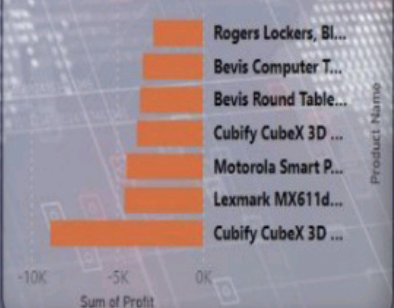 Rogers Lockers, Bl...
Bevis Computer T...
Bevis Round Table...
Cubify CubeX 3D ...
Motorola Smart P...
Lexmark MX611d...
Cubify CubeX 3D ...
Product Name
-10K
-5K
0K
Sum of Profit